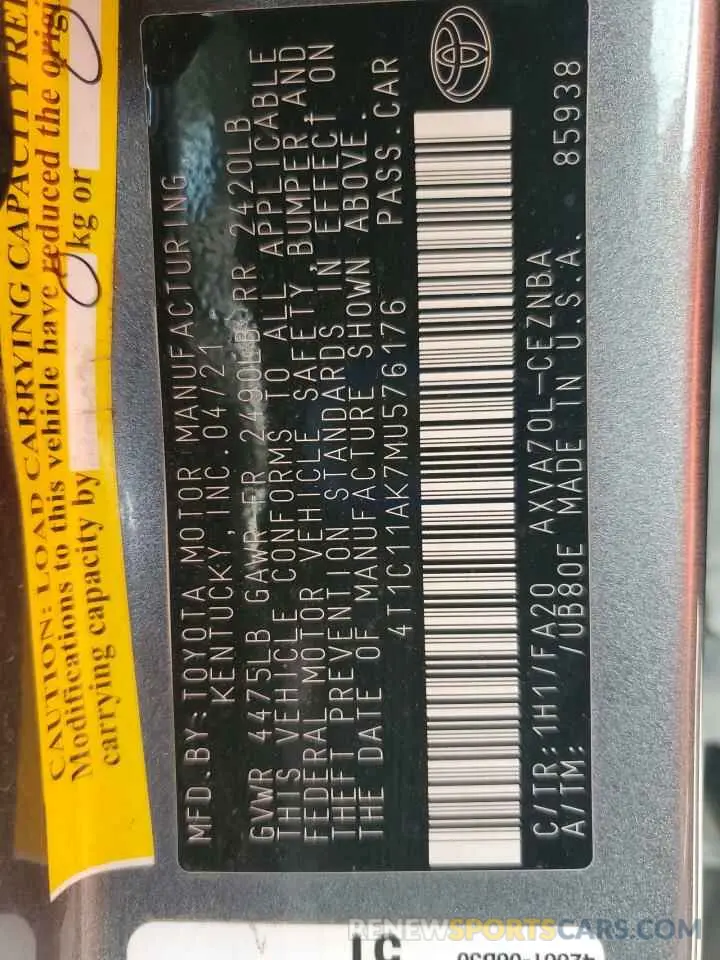 CAUTION: LOAD CARRYING CAPACITY RE
Modifications to this vehicle have reduced the origi
carrying capacity by kg or
MFD.BY:TOYOTA MOTOR MANUFACTURING
KENTUCKY, INC.04/21
GVWR 4475LB GAWR FR 2490LB RR 2420LB
THIS VEHICLE CONFORMS TO ALL APPLICABLE
FEDERAL MOTOR VEHICLE SAFETY, BUMPER, AND
THEFT PREVENTION STANDARDS IN EFFECT ON
THE DATE OF MANUFACTURE SHOWN ABOVE.
4T1C11AK7MU576176 PASS.CAR
C/TR:1H1/FA20 AXVA70L-CEZNBA
A/TM: /UB80E MADE IN U.S.A. 85938
RENEWSPORTSCARS.COM